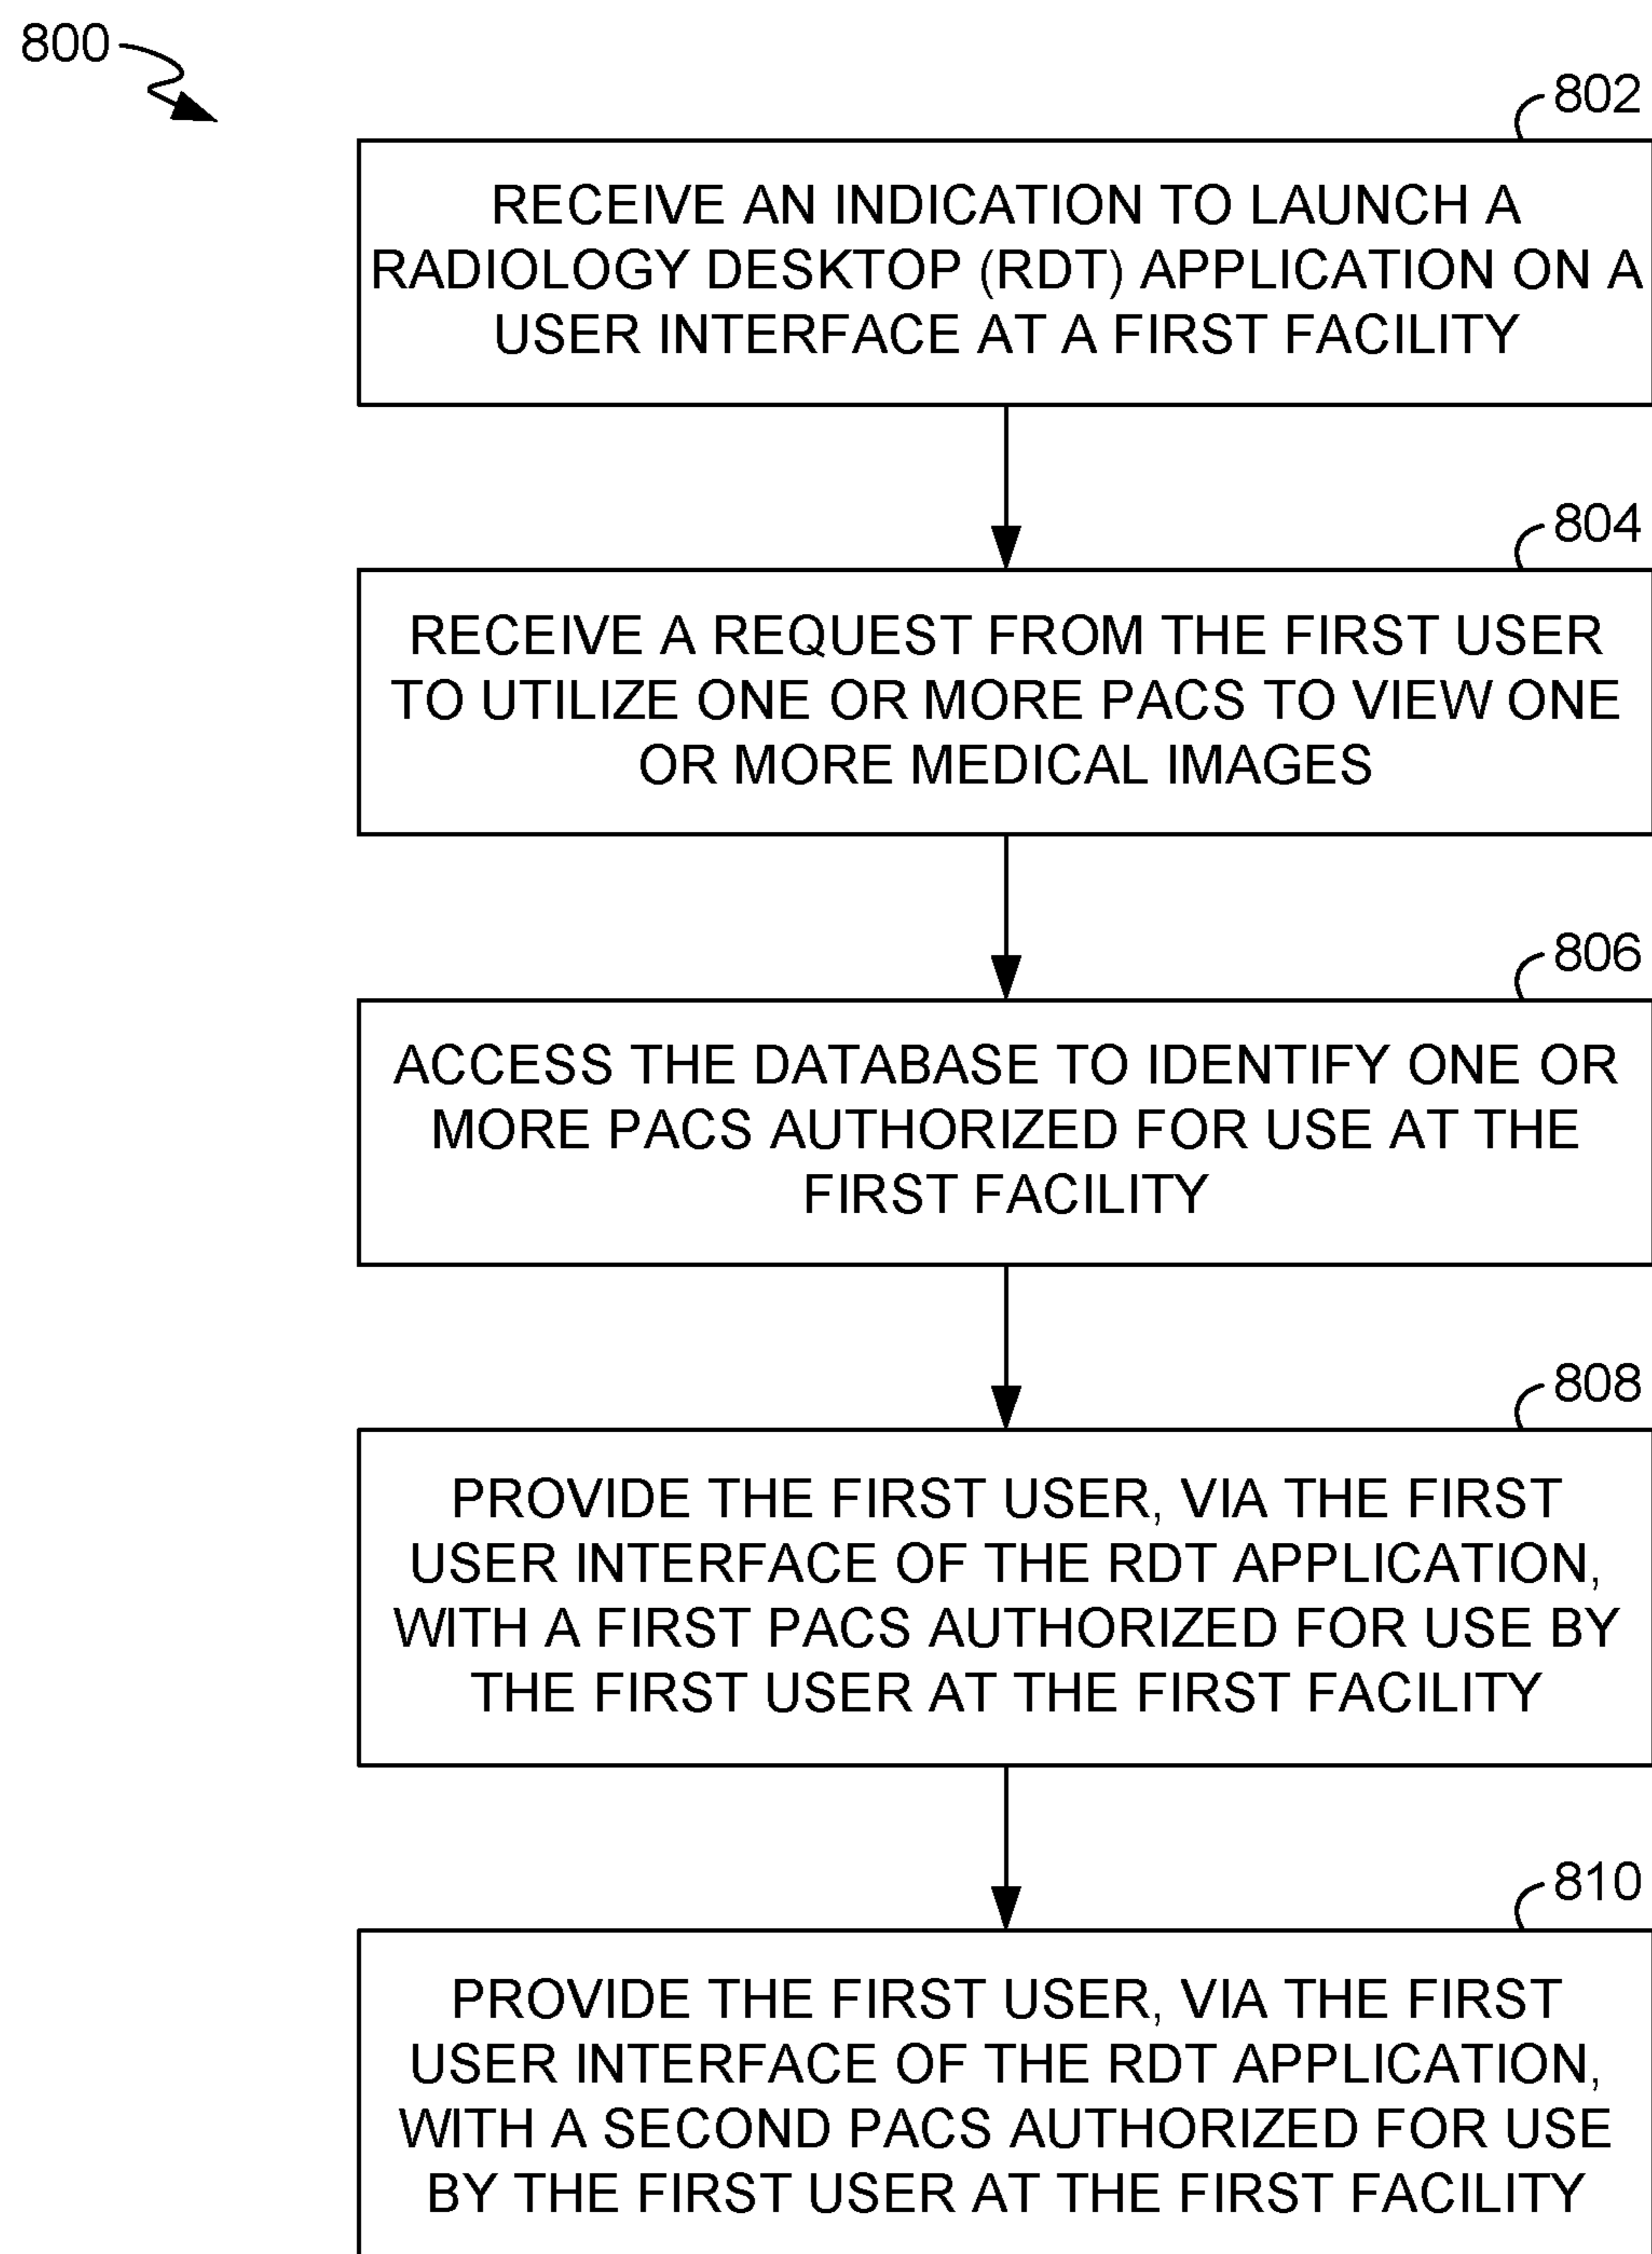 800
802
RECEIVE AN INDICATION TO LAUNCH A
RADIOLOGY DESKTOP (RDT) APPLICATION ON A
USER INTERFACE AT A FIRST FACILITY
804
RECEIVE A REQUEST FROM THE FIRST USER
TO UTILIZE ONE OR MORE PACS TO VIEW ONE
OR MORE MEDICAL IMAGES
806
ACCESS THE DATABASE TO IDENTIFY ONE OR
MORE PACS AUTHORIZED FOR USE AT THE
FIRST FACILITY
808
PROVIDE THE FIRST USER, VIA THE FIRST
USER INTERFACE OF THE RDT APPLICATION,
WITH A FIRST PACS AUTHORIZED FOR USE BY
THE FIRST USER AT THE FIRST FACILITY
810
PROVIDE THE FIRST USER, VIA THE FIRST
USER INTERFACE OF THE RDT APPLICATION,
WITH A SECOND PACS AUTHORIZED FOR USE
BY THE FIRST USER AT THE FIRST FACILITY